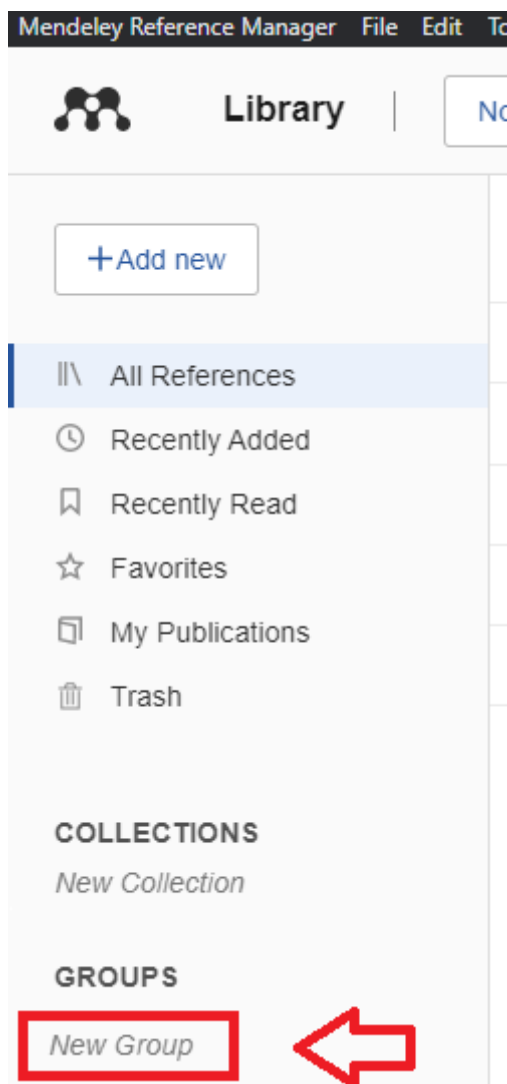 Mendeley Reference Manager File Edit
Library
+Add new
All References
Recently Added
Recently Read
Favorites
My Publications
Trash
COLLECTIONS
New Collection
GROUPS
New Group